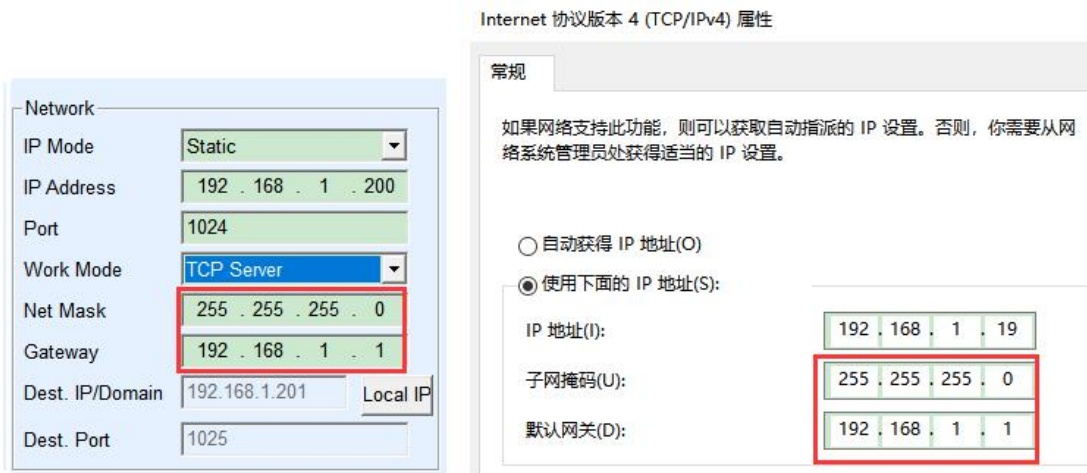 Network
IP Mode Static
IP Address 192 . 168 . 1 . 200
Port 1024
Work Mode TCP Server
Net Mask 255 . 255 . 255 . 0
Gateway 192 . 168 . 1 . 1
Dest. IP/Domain 192.168.1.201 Local IP
Dest. Port 1025
Internet 协议版本 4 (TCP/IPv4) 属性
常规
如果网络支持此功能，则可以获取自动指派的 IP 设置。否则，你需要从网
络系统管理员处获得适当的 IP 设置。
自动获得 IP 地址(O)
使用下面的 IP 地址(S):
IP 地址(I): 192 . 168 . 1 . 19
子网掩码(U): 255 . 255 . 255 . 0
默认网关(D): 192 . 168 . 1 . 1